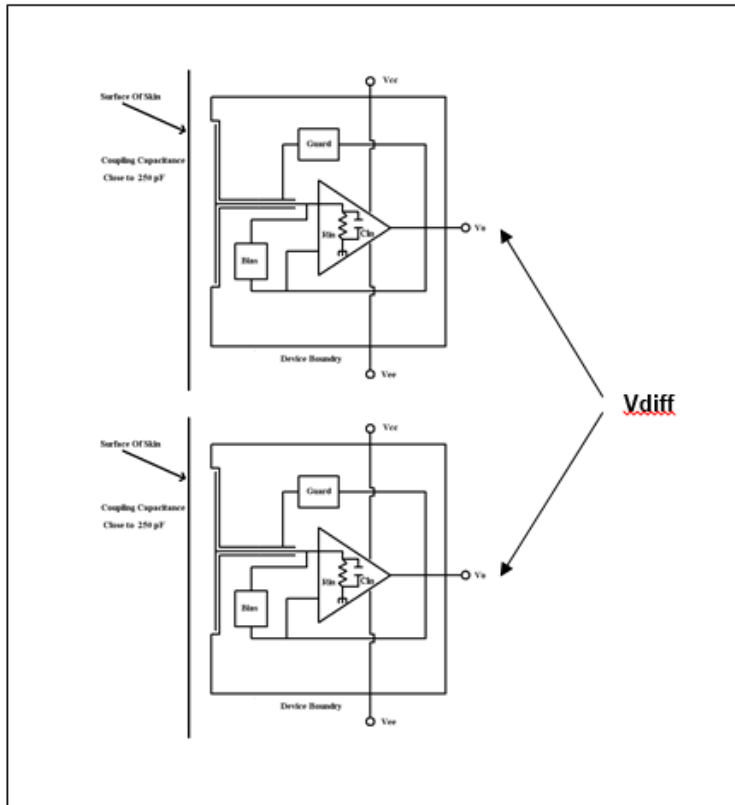 Vcc
Surface Of Skin
Guard
Coupling Capacitance
Close to 250 pF
Rin
Cin
Vo
Bias
Device Boundry
Vee
Vdiff
Vcc
Surface Of Skin
Guard
Coupling Capacitance
Close to 250 pF
Rin
Cin
Vo
Bias
Device Boundry
Vee